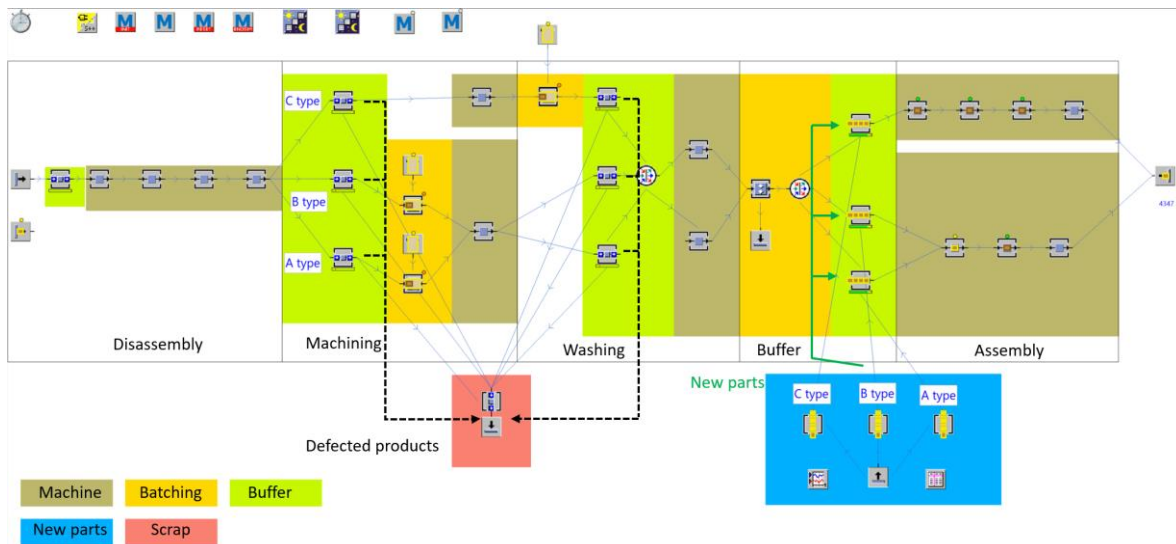 C type
B type
A type
4347
Disassembly
Machining
Washing
Buffer
Assembly
New parts
C type
B type
A type
Defected products
Machine
Batching
Buffer
New parts
Scrap